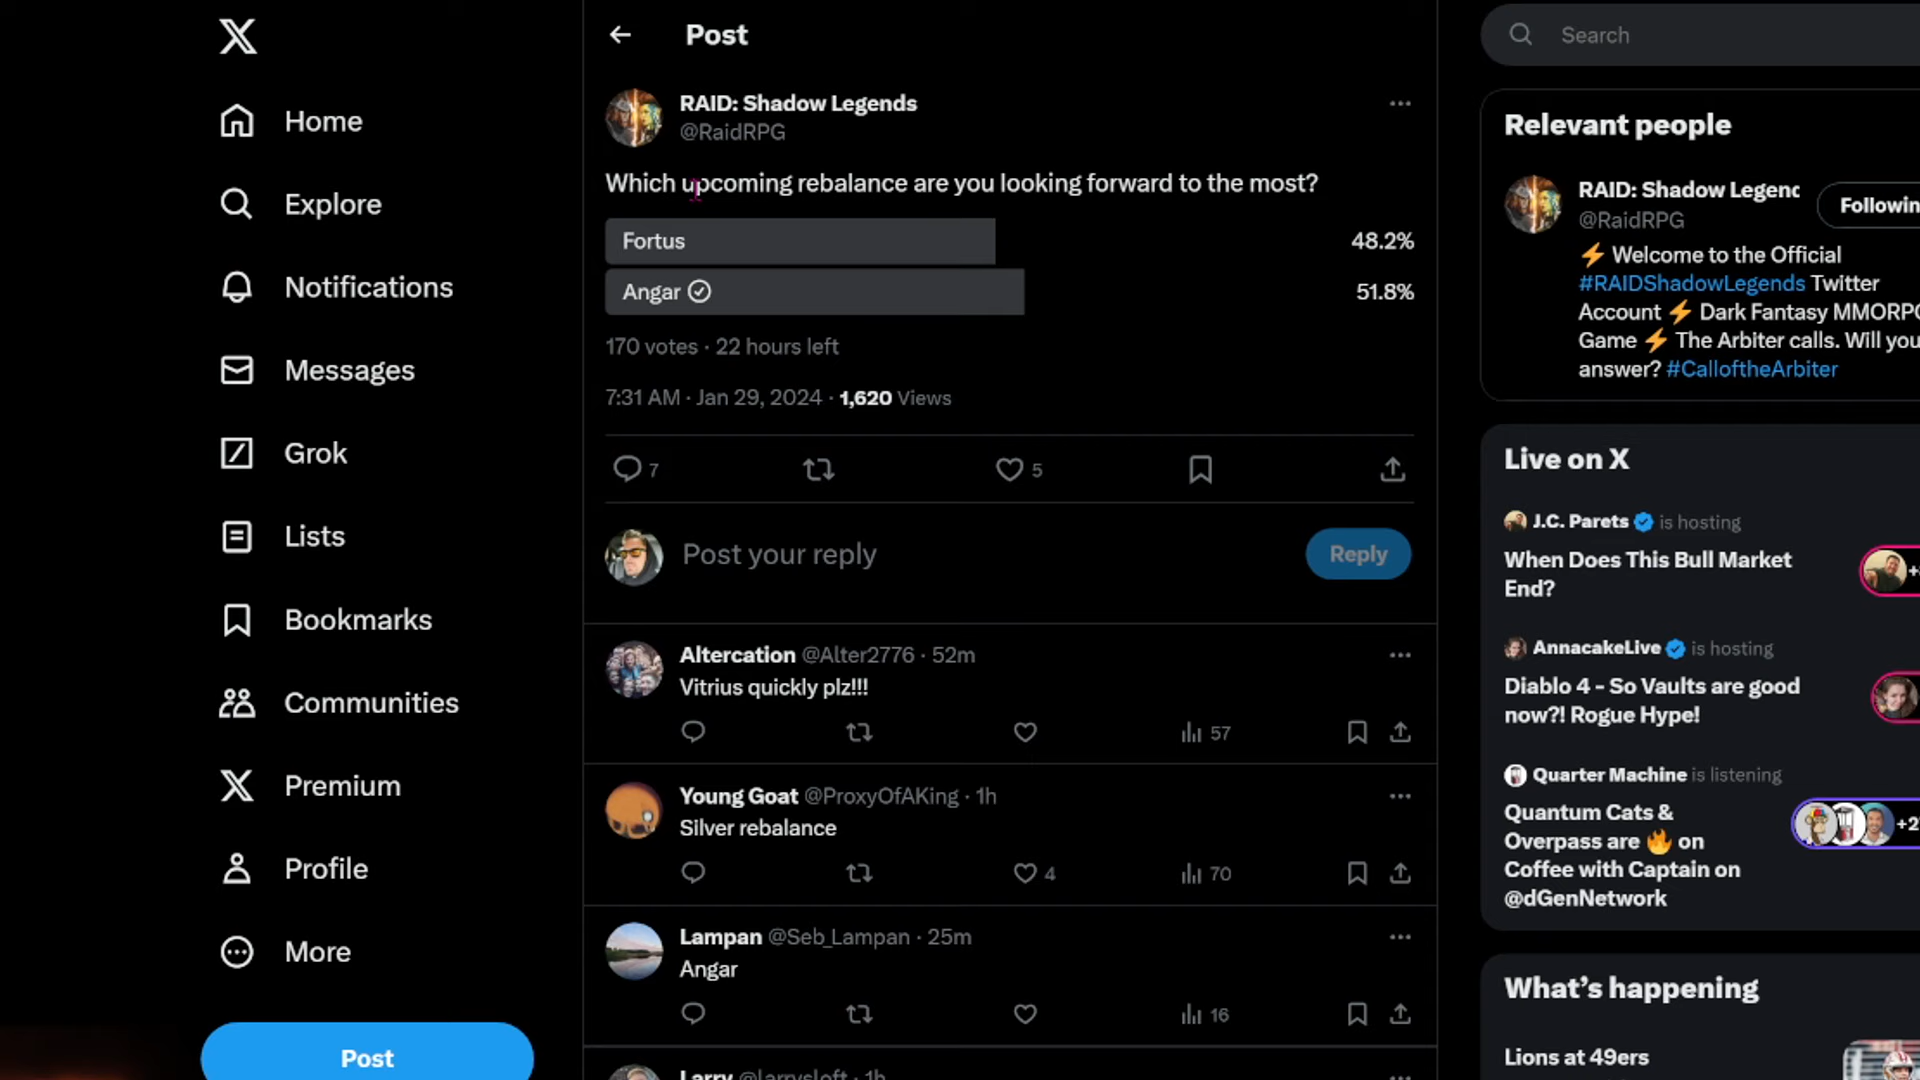 Home
Explore
Notifications
Messages
Grok
Lists
Bookmarks
Communities
Premium
Profile
More
Post
Post
RAID: Shadow Legends
@RaidRPG
Which upcoming rebalance are you looking forward to the most?
Fortus 48.2%
Angar 51.8%
170 votes · 22 hours left
7:31 AM · Jan 29, 2024 · 1,620 Views
7 5
Post your reply Reply
Altercation @Alter2776 · 52m
Vitrius quickly plz!!!
57
Young Goat @ProxyOfAKing · 1h
Silver rebalance
4 70
Lampan @Seb_Lampan · 25m
Angar
16
Larry @larrysloft · 1h
Search
Relevant people
RAID: Shadow Legenc
@RaidRPG
Followin
⚡ Welcome to the Official
#RAIDShadowLegends Twitter
Account ⚡ Dark Fantasy MMORPG
Game ⚡ The Arbiter calls. Will you
answer? #CalloftheArbiter
Live on X
J.C. Parets is hosting
When Does This Bull Market
End?
AnnacakeLive is hosting
Diablo 4 - So Vaults are good
now?! Rogue Hype!
Quarter Machine is listening
Quantum Cats &
Overpass are 🔥 on
Coffee with Captain on
@dGenNetwork
+2
What's happening
Lions at 49ers